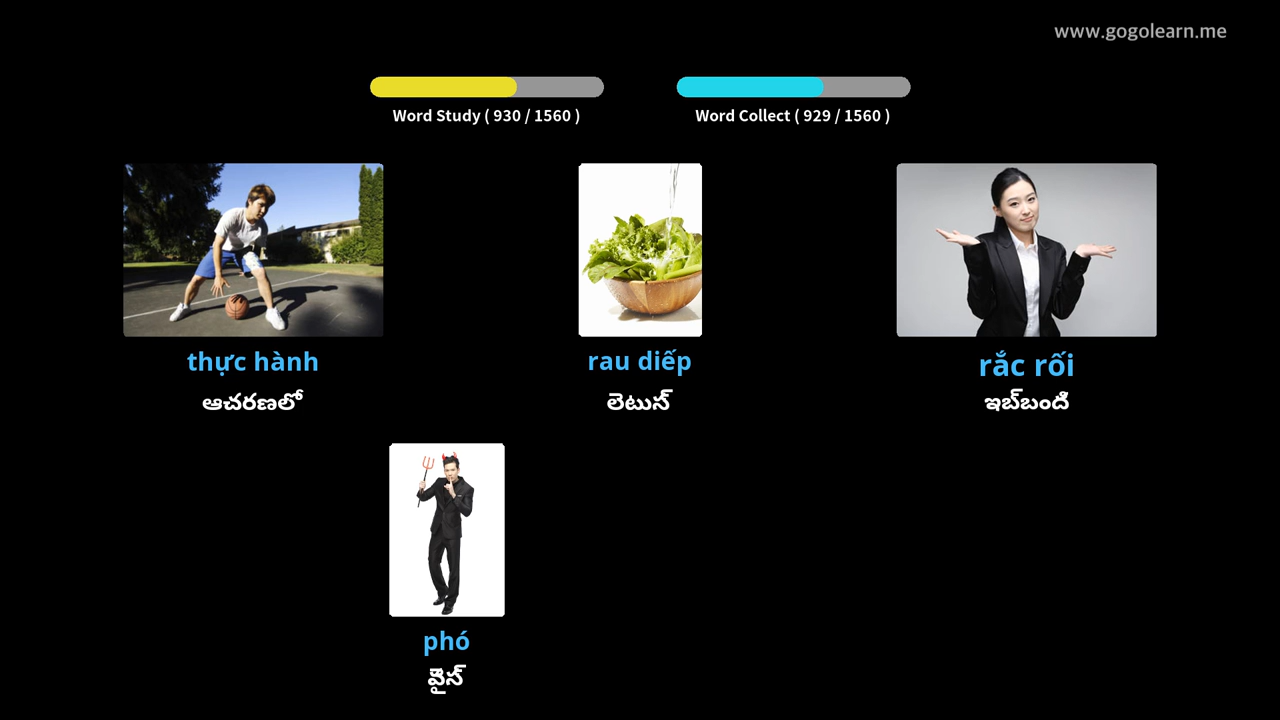 www.gogolearn.me
Word Study ( 930 / 1560 )
Word Collect ( 929 / 1560 )
thực hành
rau diếp
rắc rối
ఆచరణలో
లెటుస్
ఇబ్బంది
phó
వైస్